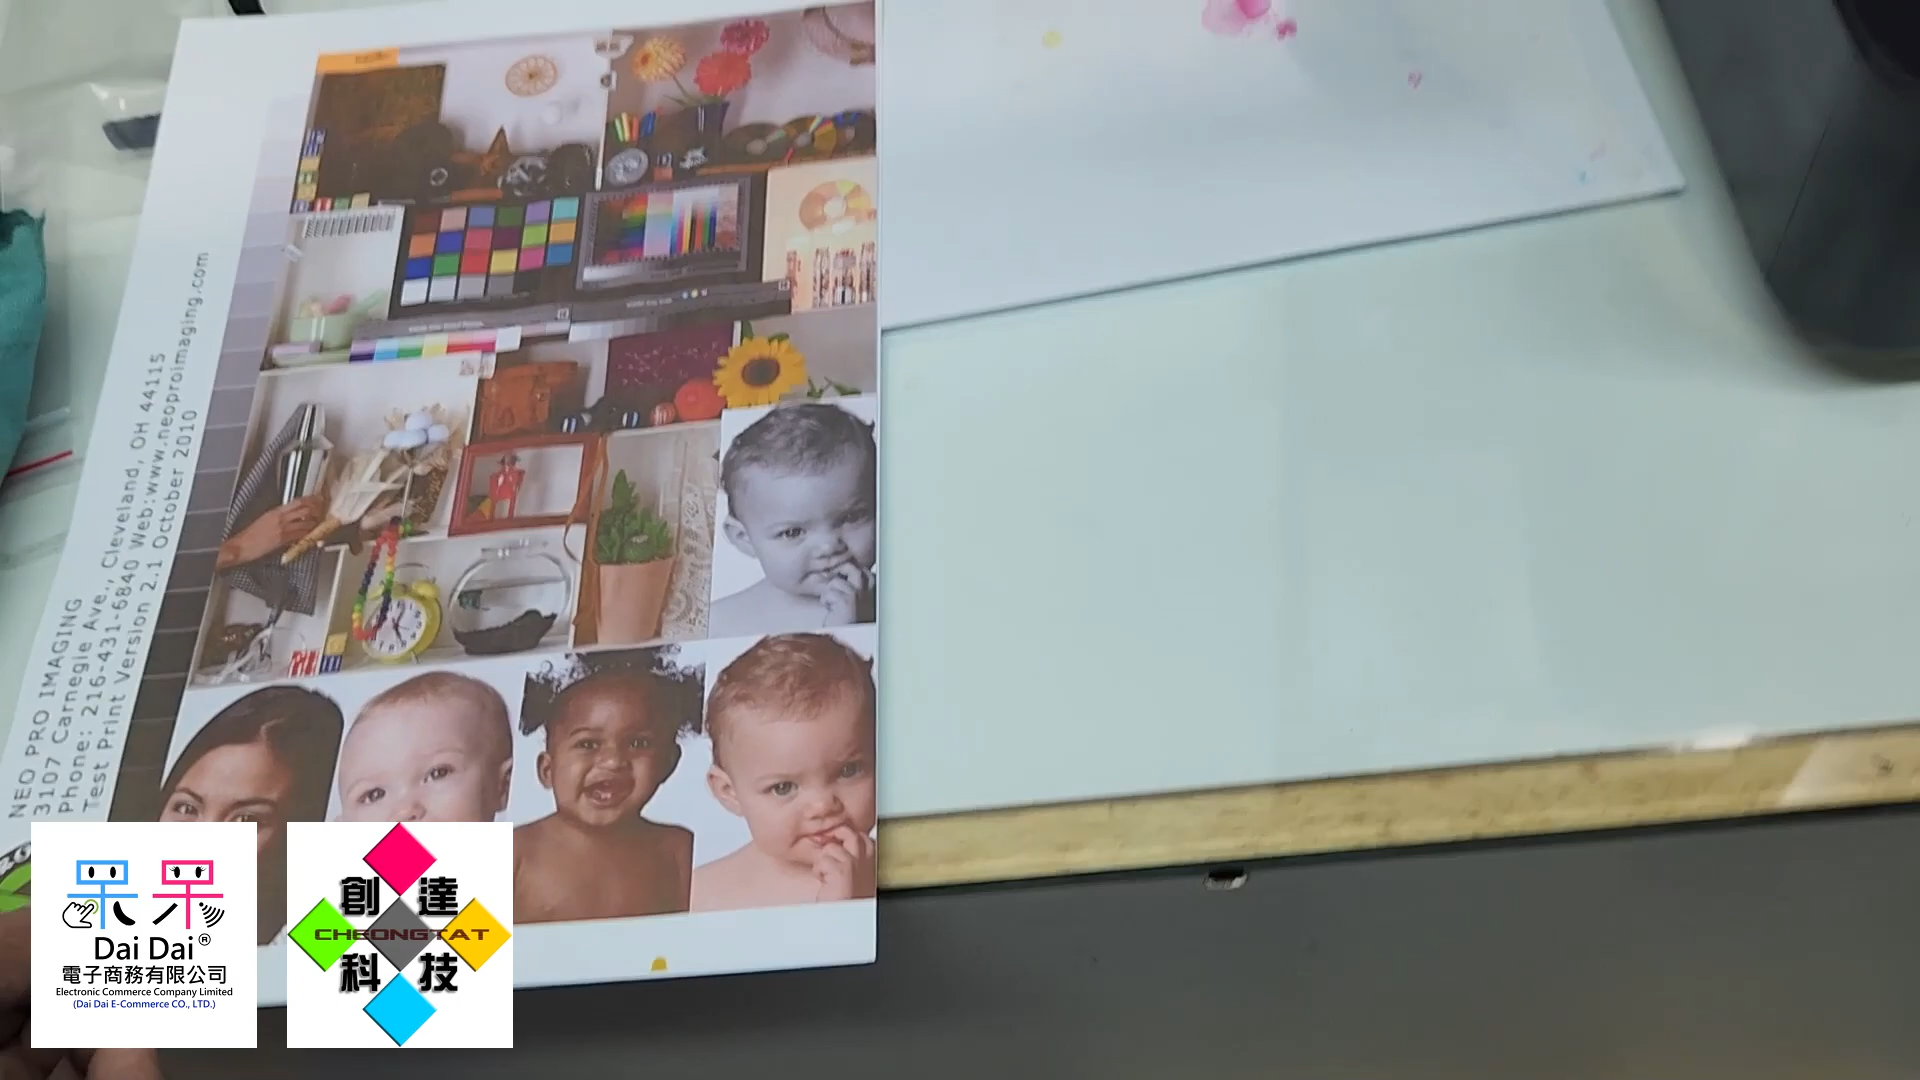 NEO PRO IMAGING
3107 Carnegie Ave., Cleveland, OH 44115
Phone: 216-431-6840 Web:www.neoproimaging.com
Test Print Version 2.1 October 2010
Dai Dai®
電子商務有限公司
Electronic Commerce Company Limited
(Dai Dai E-Commerce CO., LTD.)
創達
CHEONGTAT
科技